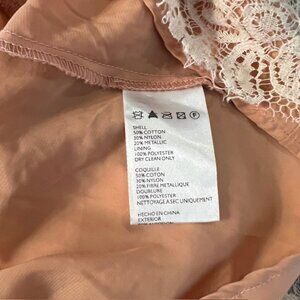 SHELL
50% COTTON
30% NYLON
20% METALLIC
LINING
100% POLYESTER
DRY CLEAN ONLY
COQUILLE
50% COTON
30% NYLON
20% FIBRE METALLIQUE
DOUBLURE
100% POLYESTER
NETTOYAGE A SEC UNIQUEMENT
HECHO EN CHINA
EXTERIOR